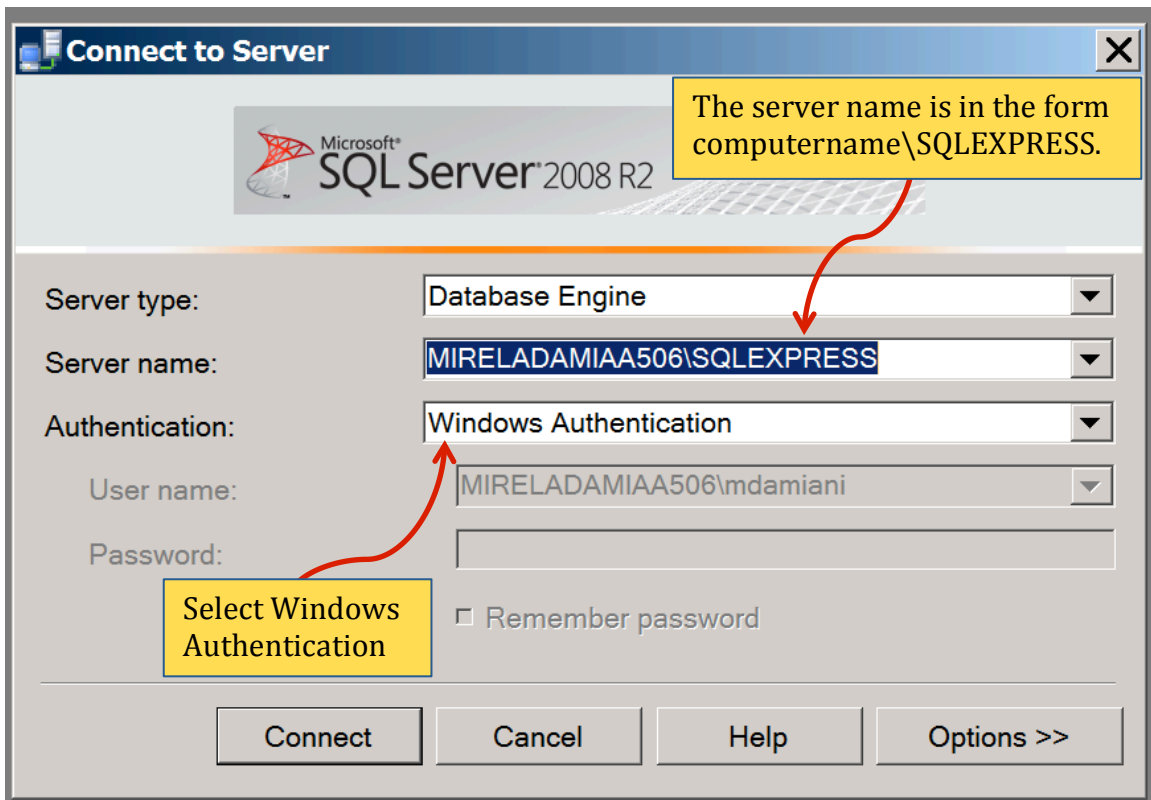 Connect to Server
The server name is in the form
computername\SQLEXPRESS.
Microsoft®
SQL Server® 2008 R2
Server type:
Database Engine
Server name:
MIRELADAMIAA506\SQLEXPRESS
Authentication:
Windows Authentication
User name:
MIRELADAMIAA506\mdamiani
Password:
Select Windows
Authentication
Remember password
Connect
Cancel
Help
Options >>